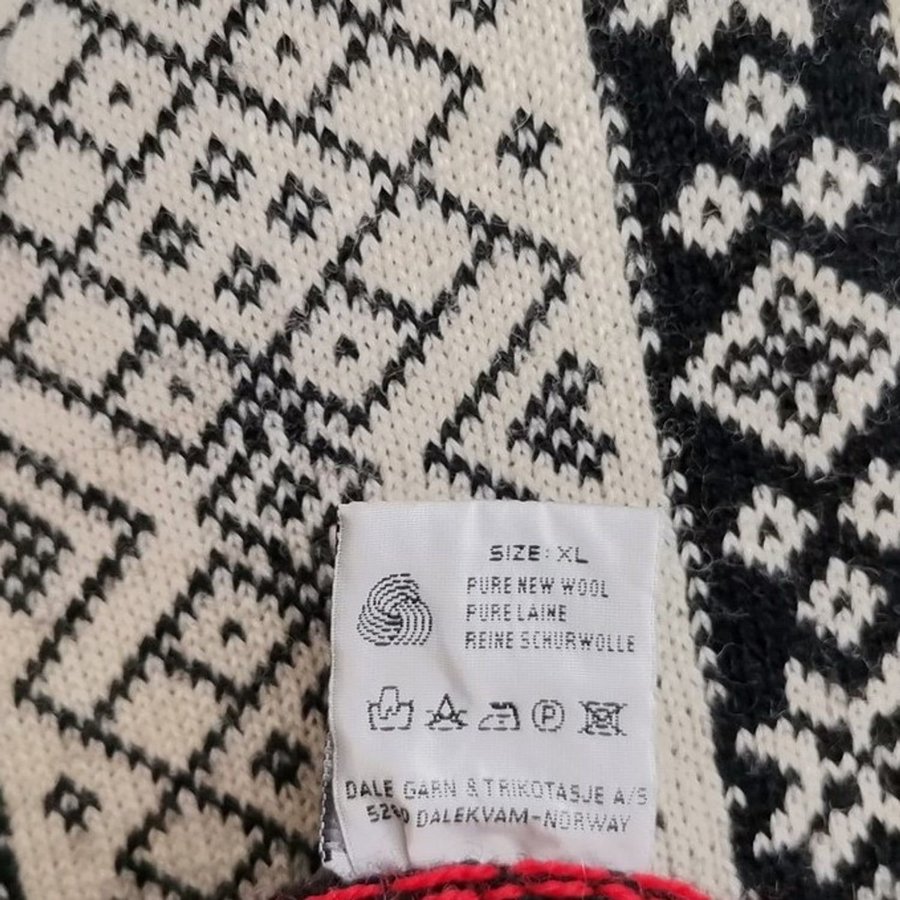 SIZE: XL
PURE NEW WOOL
PURE LAINE
REINE SCHURWOLLE
P
DALE GARN & TRIKOTASJE A/S
DALEKVAM-NORWAY